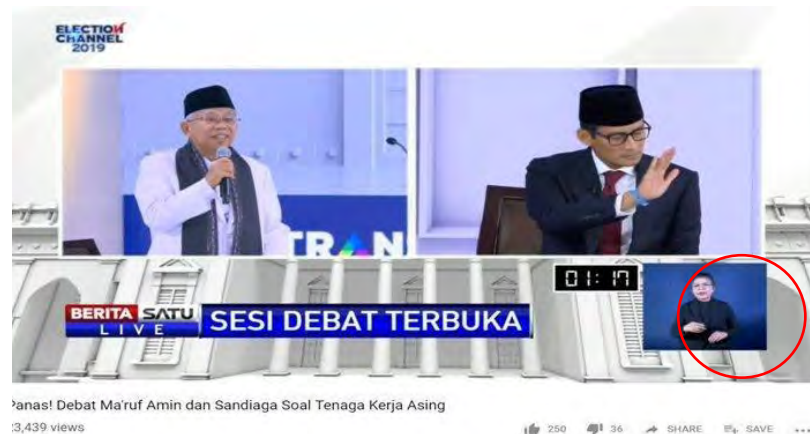 ELECTION
CHANNEL
2019
TRAN
01:17
BERITA SATU
LIVE
SESI DEBAT TERBUKA
Panas! Debat Ma'ruf Amin dan Sandiaga Soal Tenaga Kerja Asing
3,439 views
250 36 SHARE SAVE